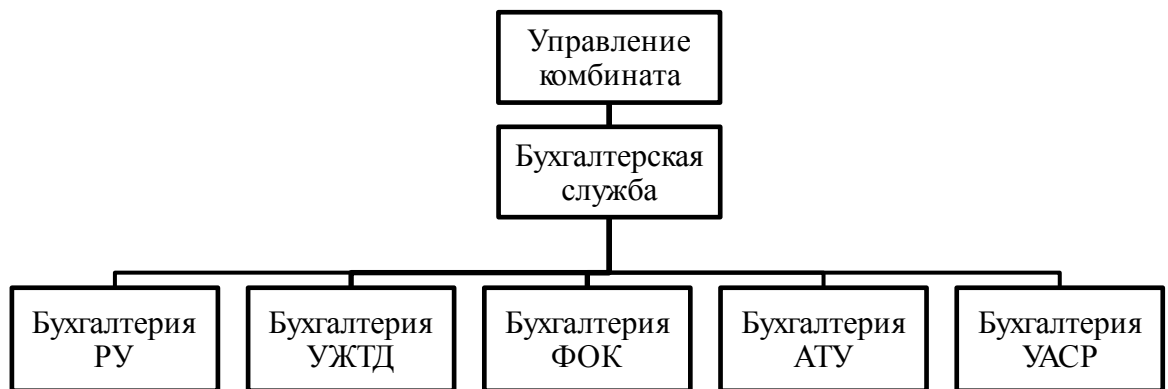 Управление
комбината
Бухгалтерская
служба
Бухгалтерия
РУ
Бухгалтерия
УЖТД
Бухгалтерия
ФОК
Бухгалтерия
АТУ
Бухгалтерия
УАСР